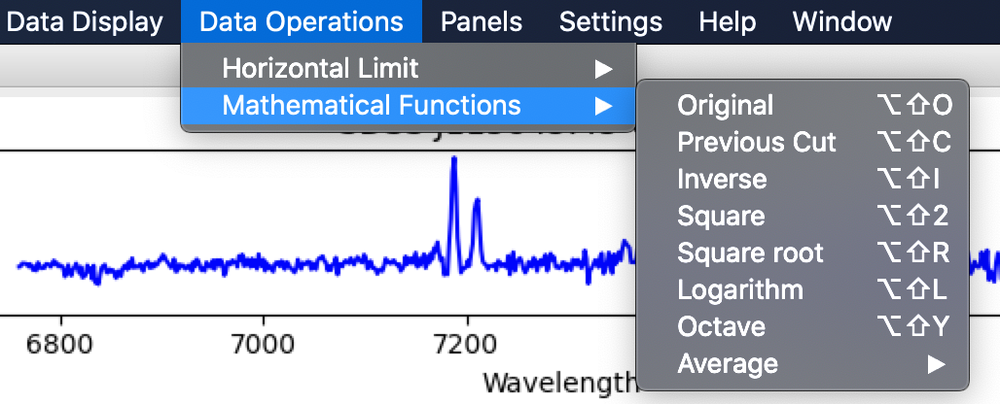 Data Display Data Operations Panels Settings Help Window
Horizontal Limit ▶
Mathematical Functions ▶
Original ⌥⇧O
Previous Cut ⌥⇧C
Inverse ⌥⇧I
Square ⌥⇧2
Square root ⌥⇧R
Logarithm ⌥⇧L
Octave ⌥⇧Y
Average ▶
6800 7000 7200
Wavelength